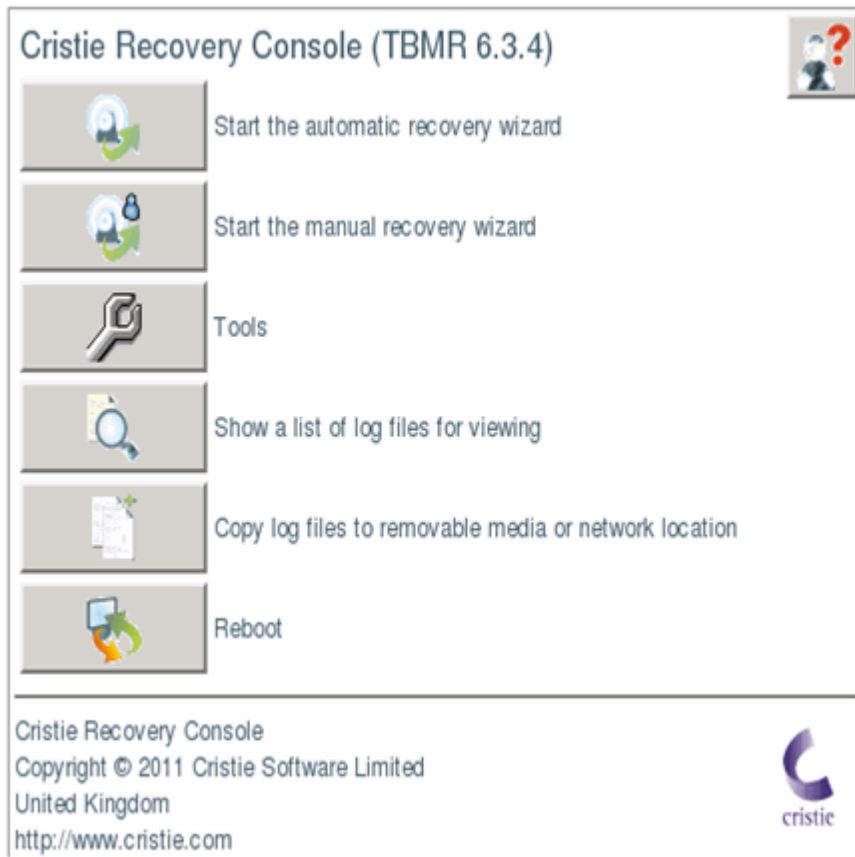 Cristie Recovery Console (TBMR 6.3.4)
?
Start the automatic recovery wizard
Start the manual recovery wizard
Tools
Show a list of log files for viewing
Copy log files to removable media or network location
Reboot
Cristie Recovery Console
Copyright © 2011 Cristie Software Limited
United Kingdom
http://www.cristie.com
cristie